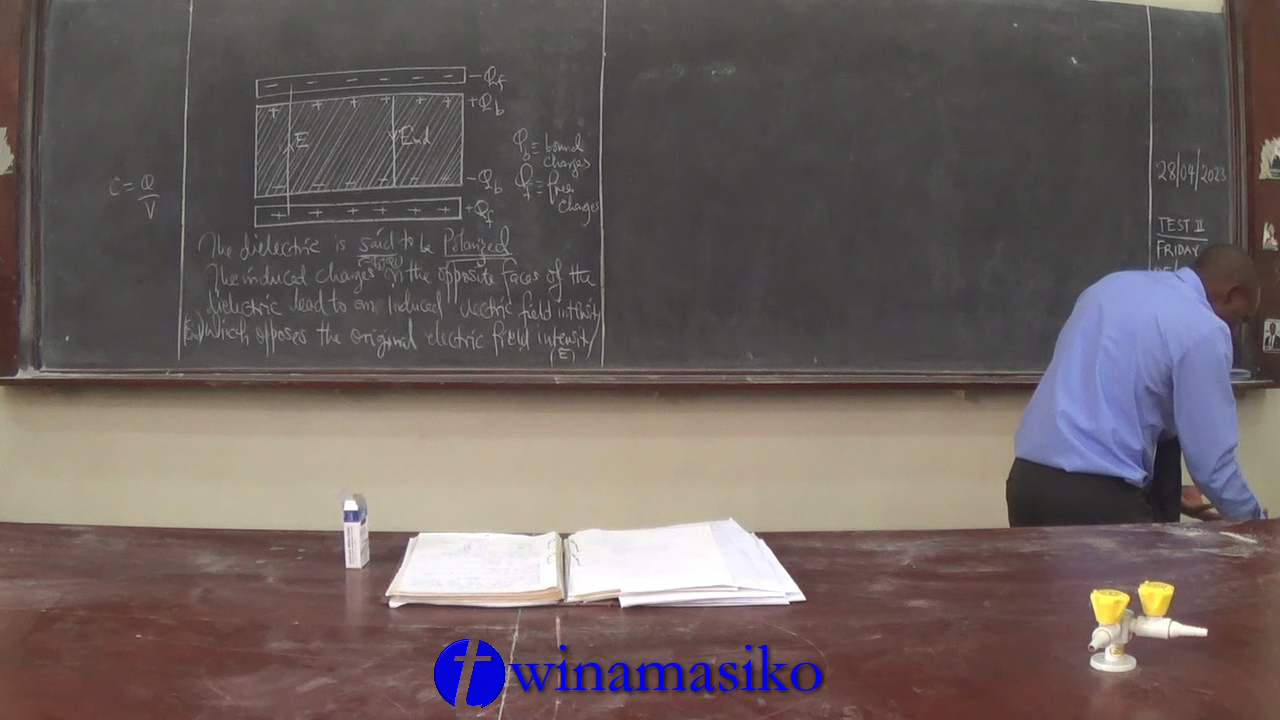 C = Q
V
- Qf
+ Qb
E
Eind
- Qb
+ Qf
Qb ≡ bound
charges
Qf ≡ free
charges
The dielectric is said to be Polarized
The induced charges on the opposite faces of the
dielectric lead to an induced electric field intensity
which opposes the original electric field intensity
(E)
28/04/2023
TEST II
FRIDAY
twinamasiko